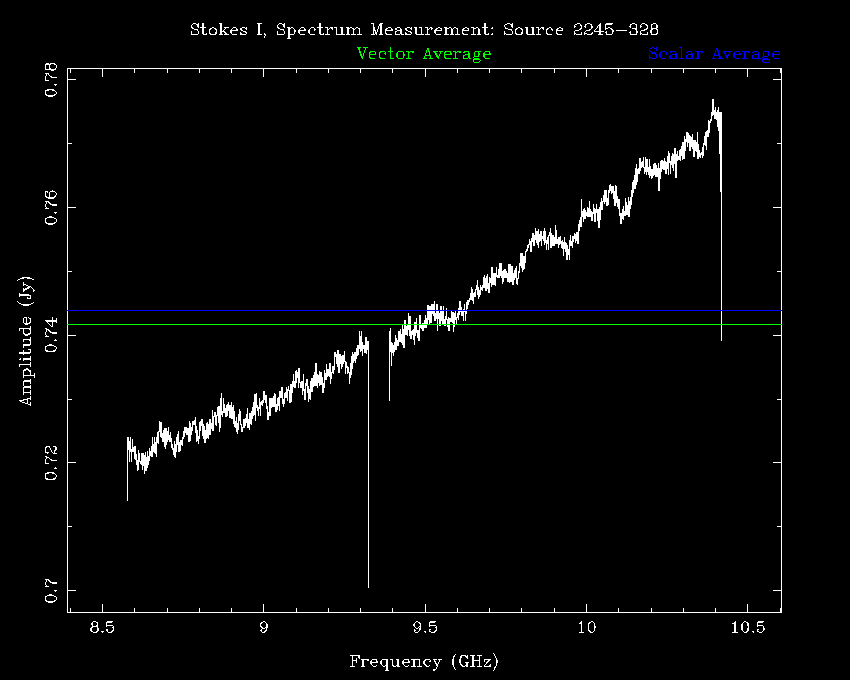 Stokes I, Spectrum Measurement: Source 2245−328
Vector Average
Scalar Average
Amplitude (Jy)
0.78
0.76
0.74
0.72
0.7
8.5 9 9.5 10 10.5
Frequency (GHz)